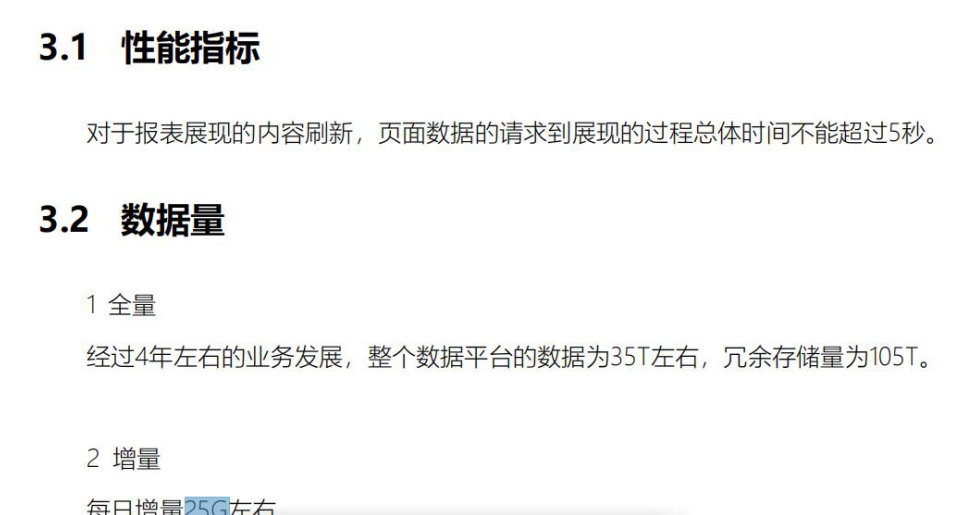 3.1 性能指标
对于报表展现的内容刷新，页面数据的请求到展现的过程总体时间不能超过5秒。
3.2 数据量
1 全量
经过4年左右的业务发展，整个数据平台的数据为35T左右，冗余存储量为105T。
2 增量
每日增量25G左右